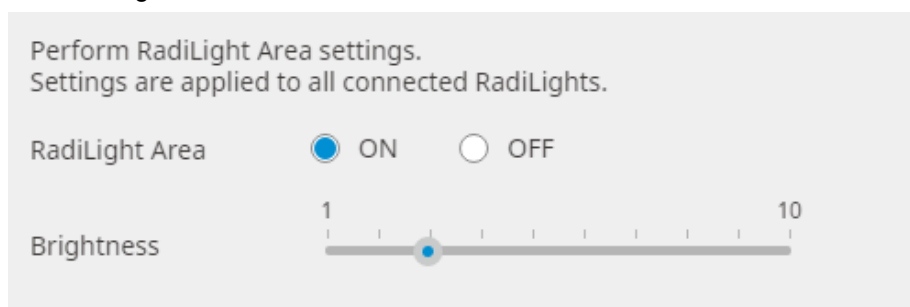 Perform RadiLight Area settings.
Settings are applied to all connected RadiLights.
RadiLight Area ON OFF
1 10
Brightness